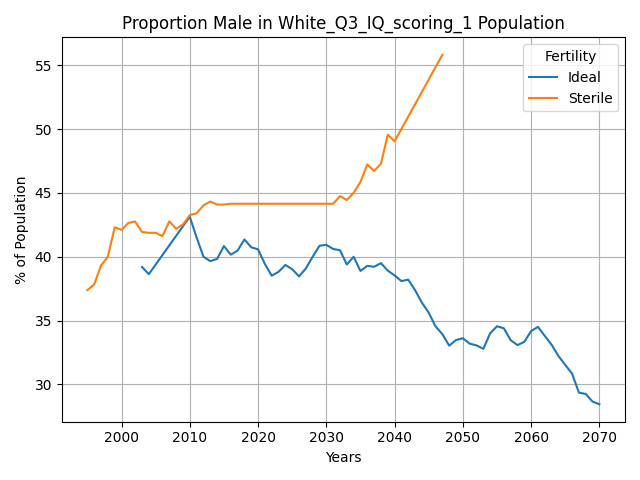 Proportion Male in White_Q3_IQ_scoring_1 Population
Fertility
Ideal
Sterile
% of Population
55
50
45
40
35
30
2000 2010 2020 2030 2040 2050 2060 2070
Years